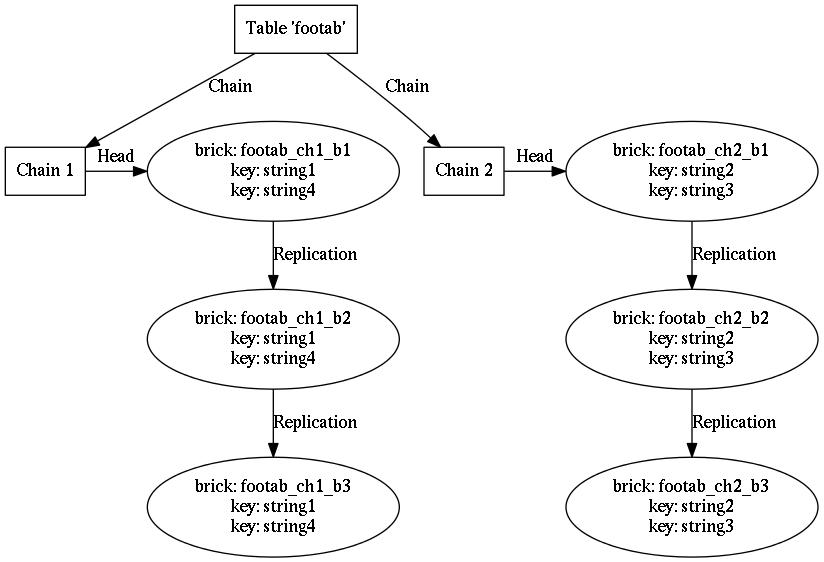 Table 'footab'
Chain
Chain
Chain 1
Head
brick: footab_ch1_b1
key: string1
key: string4
Chain 2
Head
brick: footab_ch2_b1
key: string2
key: string3
Replication
Replication
brick: footab_ch1_b2
key: string1
key: string4
brick: footab_ch2_b2
key: string2
key: string3
Replication
Replication
brick: footab_ch1_b3
key: string1
key: string4
brick: footab_ch2_b3
key: string2
key: string3